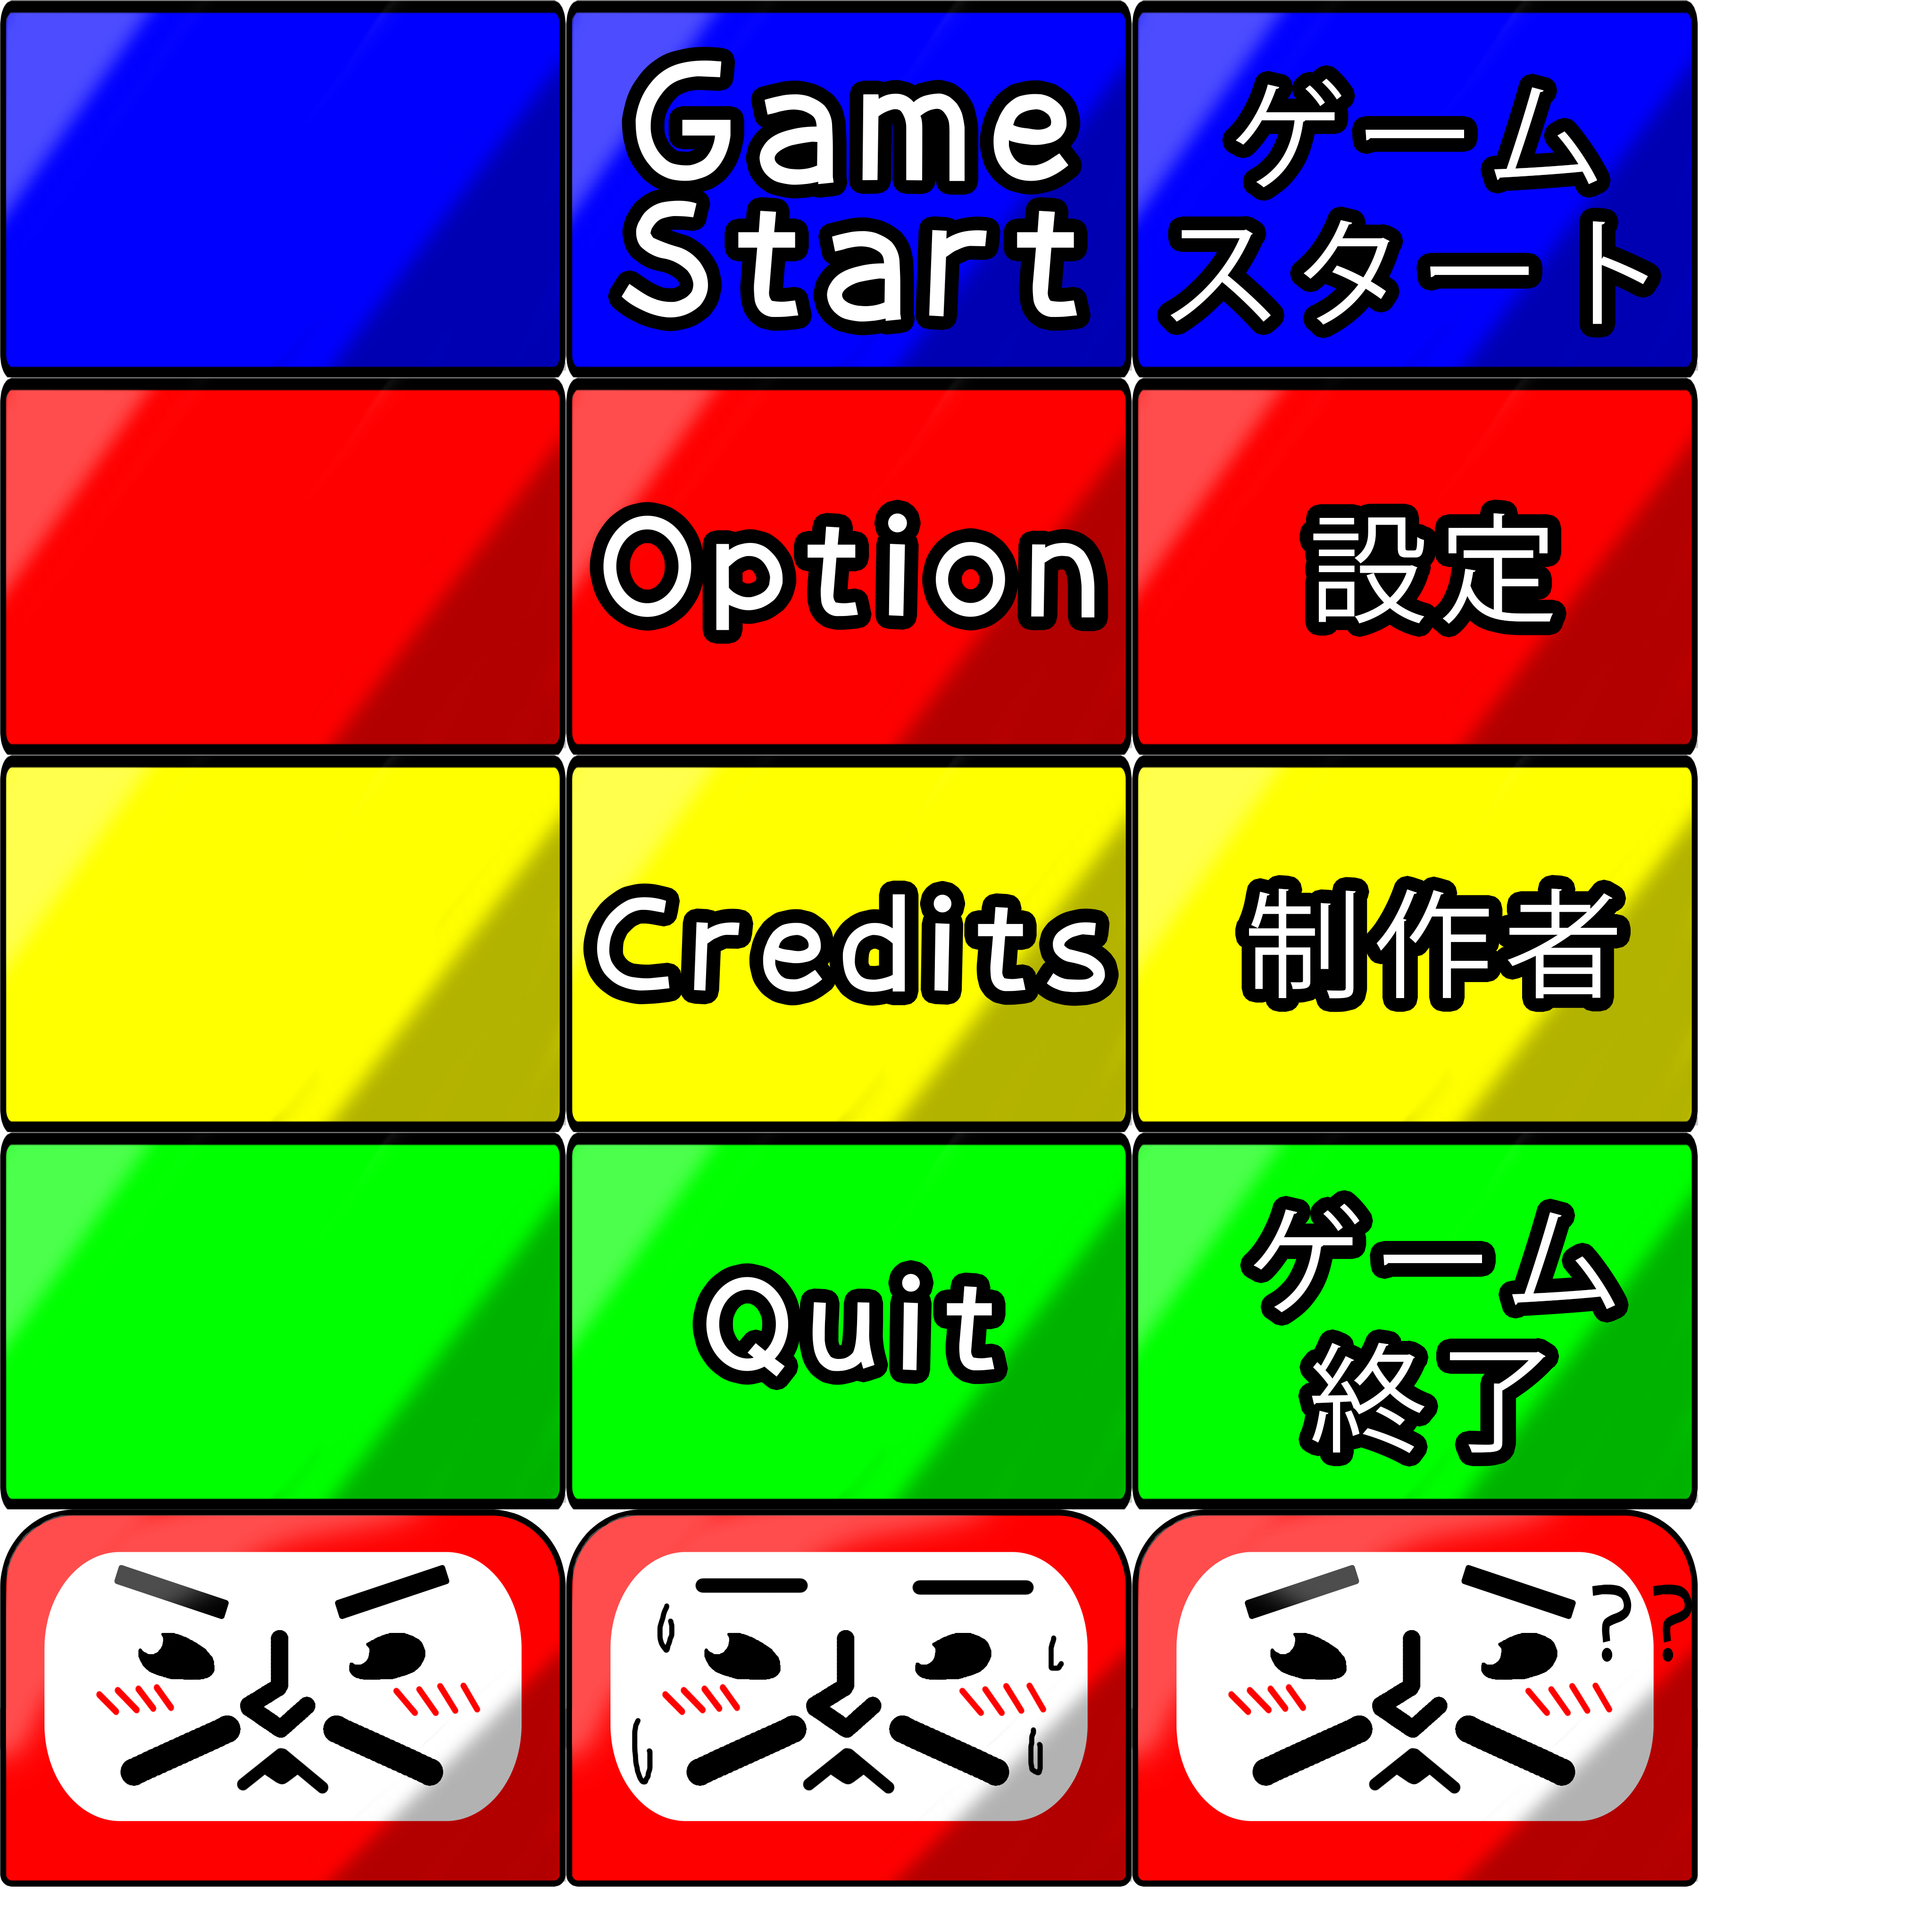 Game
Start
ゲーム
スタート
Option
設定
Credits
制作者
Quit
ゲーム
終了
??